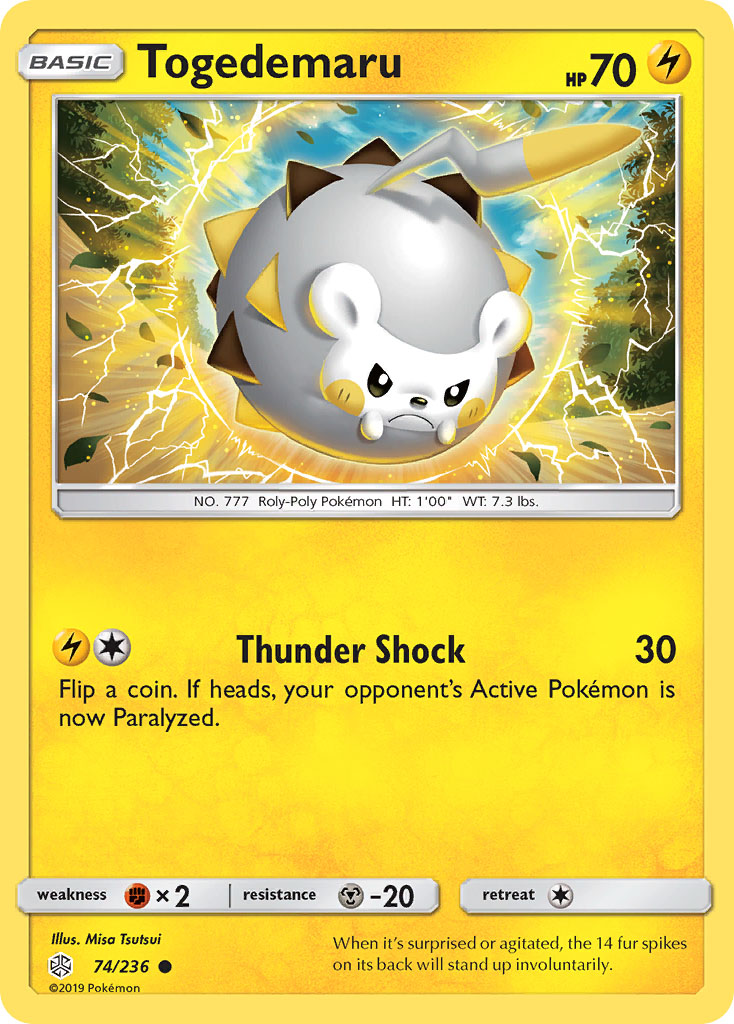 BASIC Togedemaru HP 70
NO. 777 Roly-Poly Pokémon HT: 1'00" WT: 7.3 lbs.
Thunder Shock 30
Flip a coin. If heads, your opponent's Active Pokémon is
now Paralyzed.
weakness ×2 resistance -20 retreat
Illus. Misa Tsutsui
74/236
©2019 Pokémon
When it's surprised or agitated, the 14 fur spikes
on its back will stand up involuntarily.